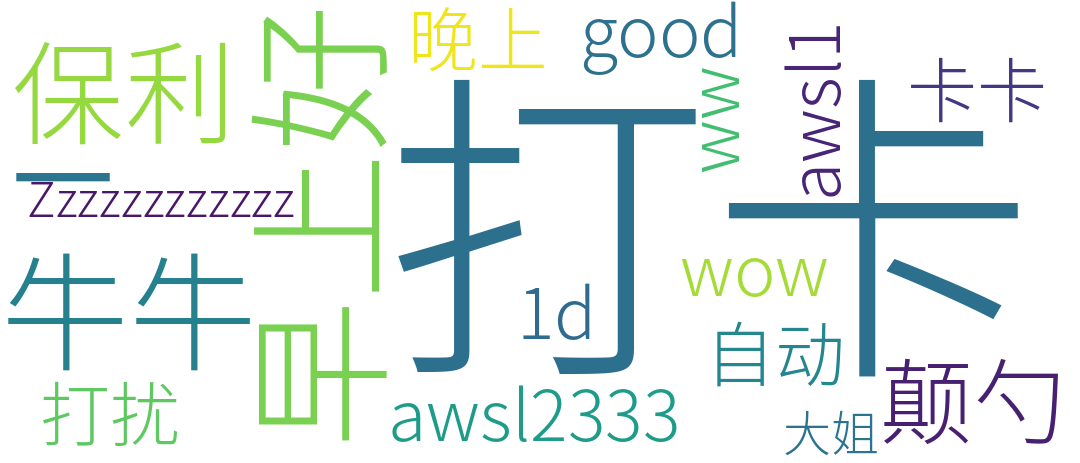 保利
早上好
晚上
good
打卡
ww
awsl1
卡卡
一
Zzzzzzzzzzzz
牛牛
1d
wow
自动
打扰
awsl2333
大姐
颠勺